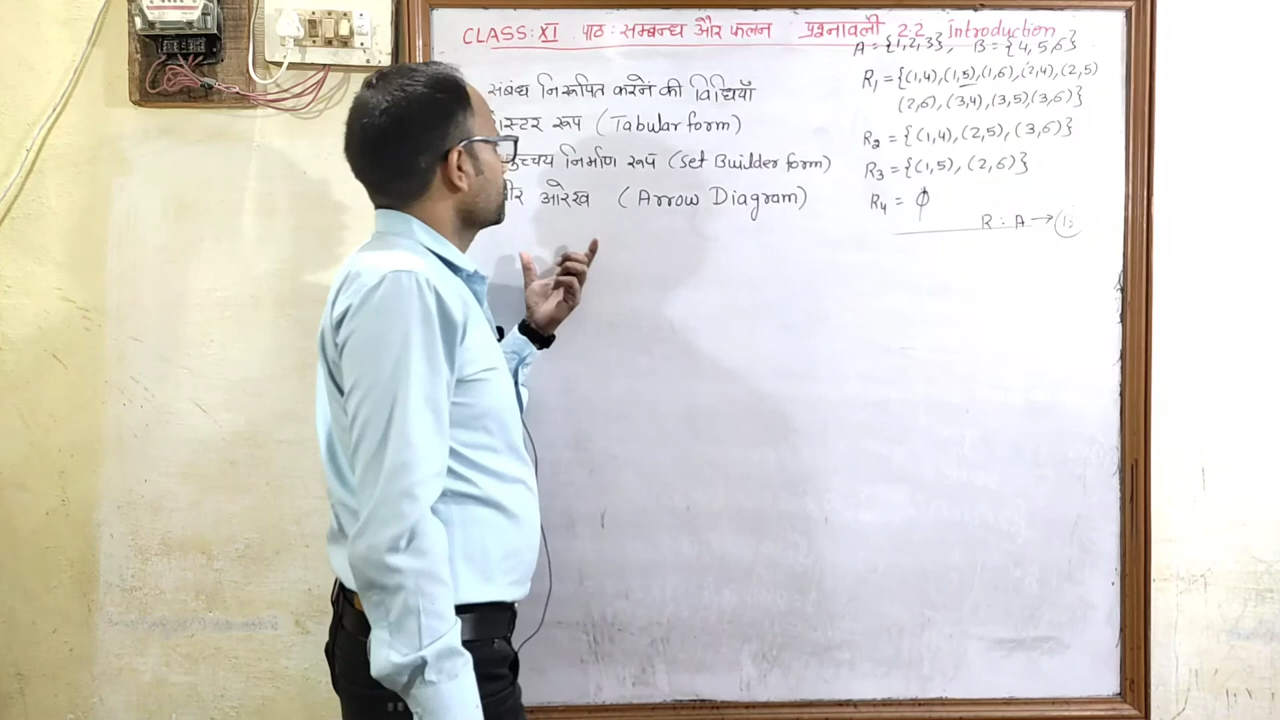 CLASS: XI पाठ: सम्बन्ध और फलन प्रश्नावली 2.2 Introduction
संबंध निरूपित करनें की विधियाँ
स्टर रूप (Tabular form)
निर्माण रूप (Set Builder form)
आरेख (Arrow Diagram)
A = {1,2,3}, B = {4,5,6}
R₁ = {(1,4),(1,5),(1,6),(2,4),(2,5)
(2,6),(3,4),(3,5)(3,6)}
R₂ = {(1,4),(2,5),(3,6)}
R₃ = {(1,5),(2,6)}
R₄ = ϕ
R : A →